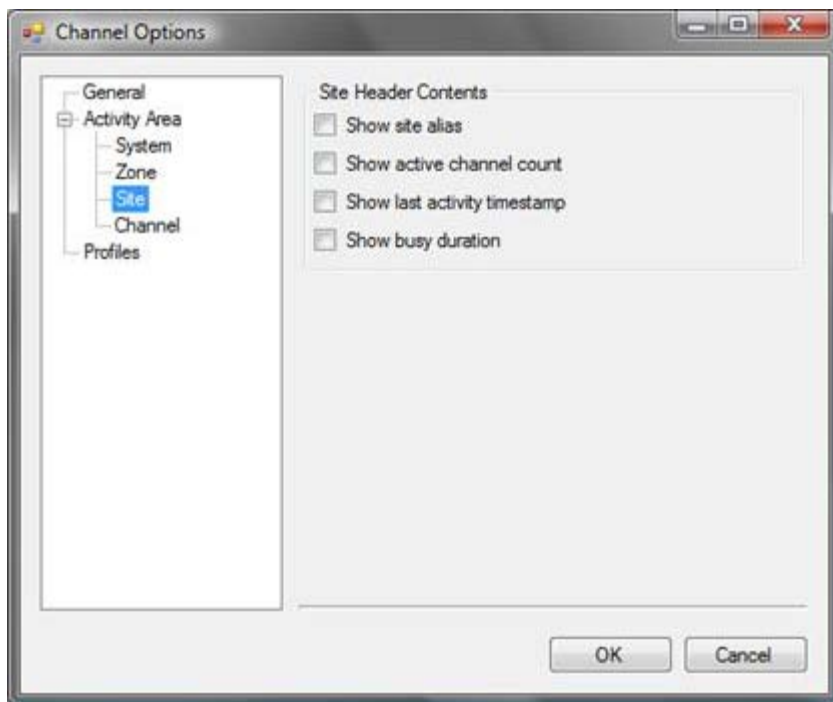 Channel Options
General
Activity Area
System
Zone
Site
Channel
Profiles
Site Header Contents
Show site alias
Show active channel count
Show last activity timestamp
Show busy duration
OK
Cancel